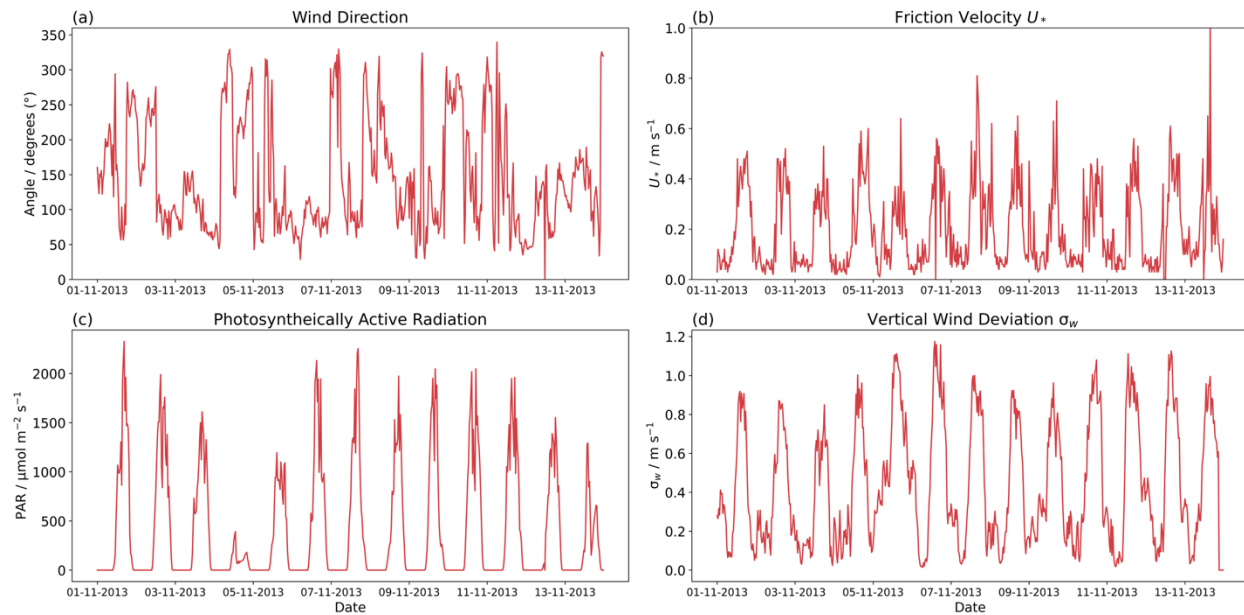 (a) Wind Direction
350
300
250
200
150
100
50
0
Angle / degrees (°)
01-11-2013 03-11-2013 05-11-2013 07-11-2013 09-11-2013 11-11-2013 13-11-2013
(b) Friction Velocity U*
1.0
0.8
0.6
0.4
0.2
0.0
U* / m s⁻¹
01-11-2013 03-11-2013 05-11-2013 07-11-2013 09-11-2013 11-11-2013 13-11-2013
(c) Photosyntheically Active Radiation
2000
1500
1000
500
0
PAR / μmol m⁻² s⁻¹
01-11-2013 03-11-2013 05-11-2013 07-11-2013 09-11-2013 11-11-2013 13-11-2013
Date
(d) Vertical Wind Deviation σw
1.2
1.0
0.8
0.6
0.4
0.2
0.0
σw / m s⁻¹
01-11-2013 03-11-2013 05-11-2013 07-11-2013 09-11-2013 11-11-2013 13-11-2013
Date